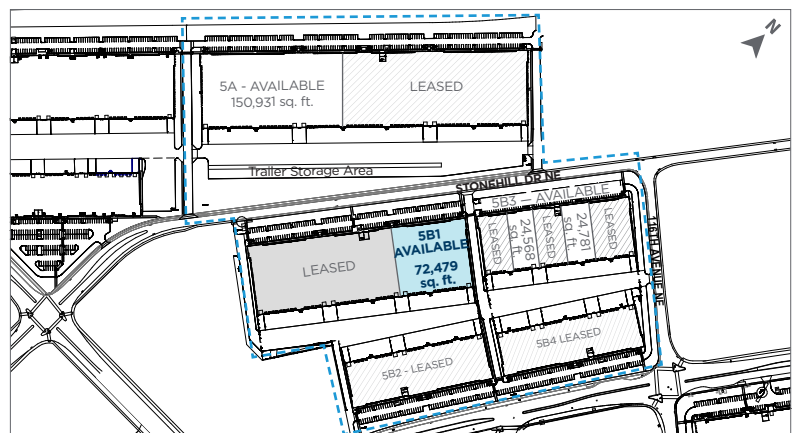 N
5A - AVAILABLE
150,931 sq. ft.
LEASED
Trailer Storage Area
STONEHILL DR NE
5B3 — AVAILABLE
LEASED
24,568
sq. ft.
LEASED
24,781
sq. ft.
LEASED
116TH AVENUE NE
5B1
AVAILABLE
72,479
sq. ft.
LEASED
5B2 - LEASED
5B4 LEASED